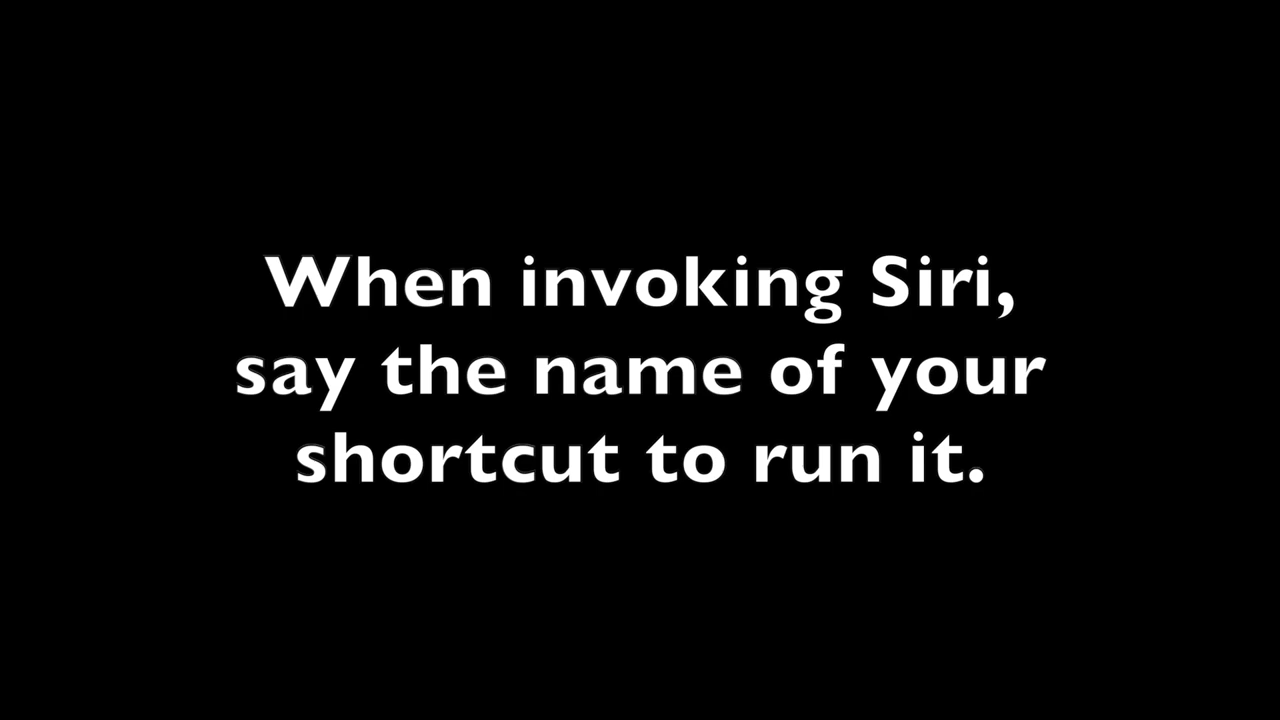 When invoking Siri,
say the name of your
shortcut to run it.